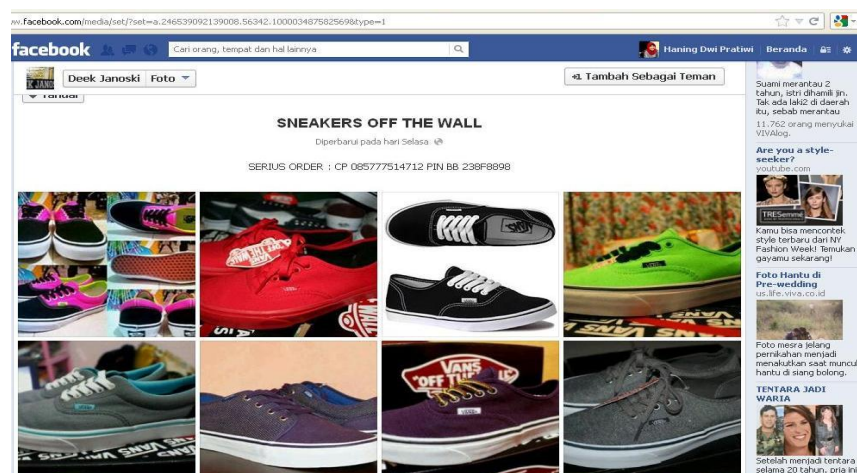 w.facebook.com/media/set/?set=a.246539092139008.56342.100003487582569&type=1
facebook
Cari orang, tempat dan hal lainnya
Haning Dwi Pratiwi
Beranda
Deek Janoski
Foto
+1 Tambah Sebagai Teman
SNEAKERS OFF THE WALL
Diperbarui pada hari Selasa
SERIUS ORDER : CP 085777514712 PIN BB 238F8898
VANS
"OFF THE
Suami merantau 2
tahun, istri dihamili jin.
Tak ada laki2 di daerah
itu, sebab merantau
11.762 orang menyukai
VIVAlog.
Are you a style-
seeker?
youtube.com
TRESemmé
Kamu bisa mencontek
style terbaru dari NY
Fashion Week! Temukan
gayamu sekarang!
Foto Hantu di
Pre-wedding
us.life.viva.co.id
Foto mesra jelang
pernikahan menjadi
menakutkan saat muncul
hantu di siang bolong.
TENTARA JADI
WARIA
Setelah menjadi tentara
selama 20 tahun, pria ini